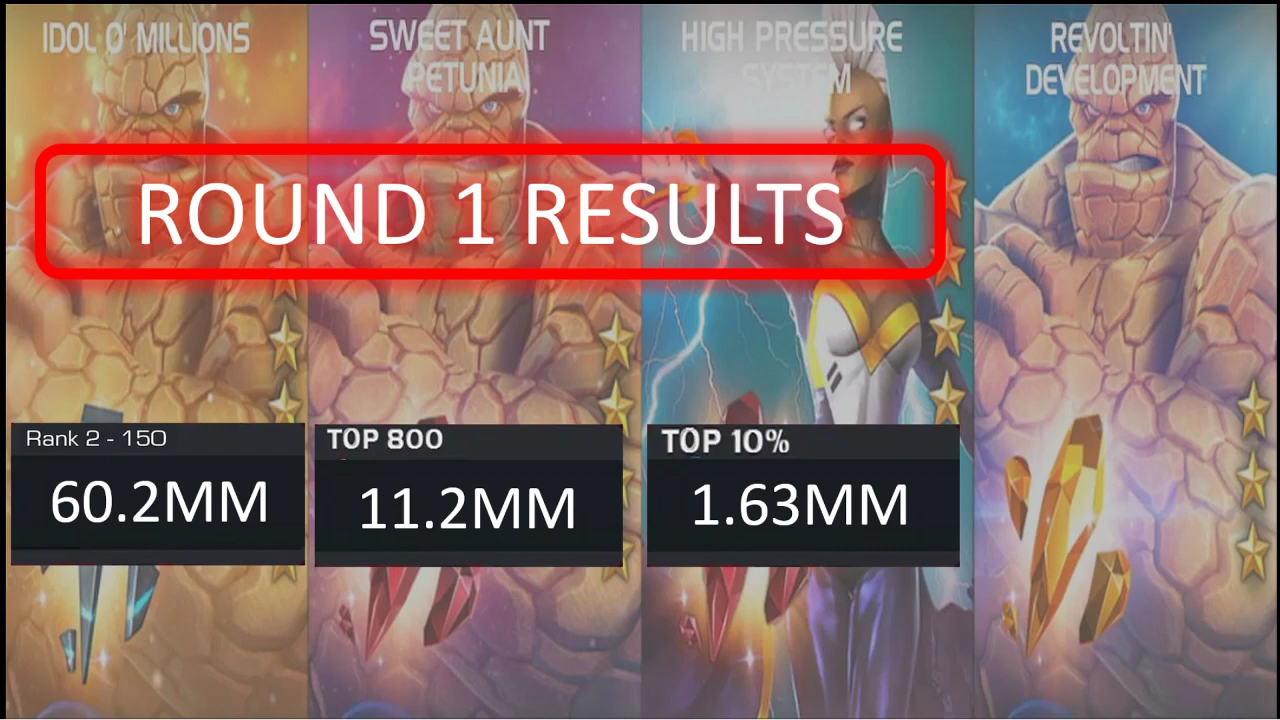 IDOL O' MILLIONS
SWEET AUNT
PETUNIA
HIGH PRESSURE
SYSTEM
REVOLTIN'
DEVELOPMENT
ROUND 1 RESULTS
Rank 2 - 150
60.2MM
TOP 800
11.2MM
TOP 10%
1.63MM